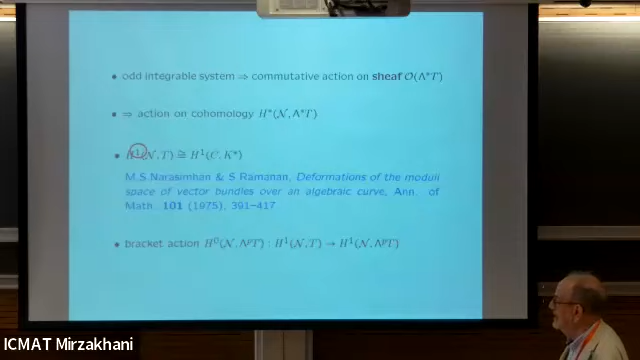 • odd integrable system ⇒ commutative action on sheaf O(Λ*T)
• ⇒ action on cohomology H*(N, Λ*T)
• H¹(N, T) ≅ H¹(C, K*)
M.S.Narasimhan & S Ramanan, Deformations of the moduli
space of vector bundles over an algebraic curve, Ann. of
Math. 101 (1975), 391–417
• bracket action H⁰(N, ΛᵖT) : H¹(N, T) → H¹(N, ΛᵖT)
ICMAT Mirzakhani